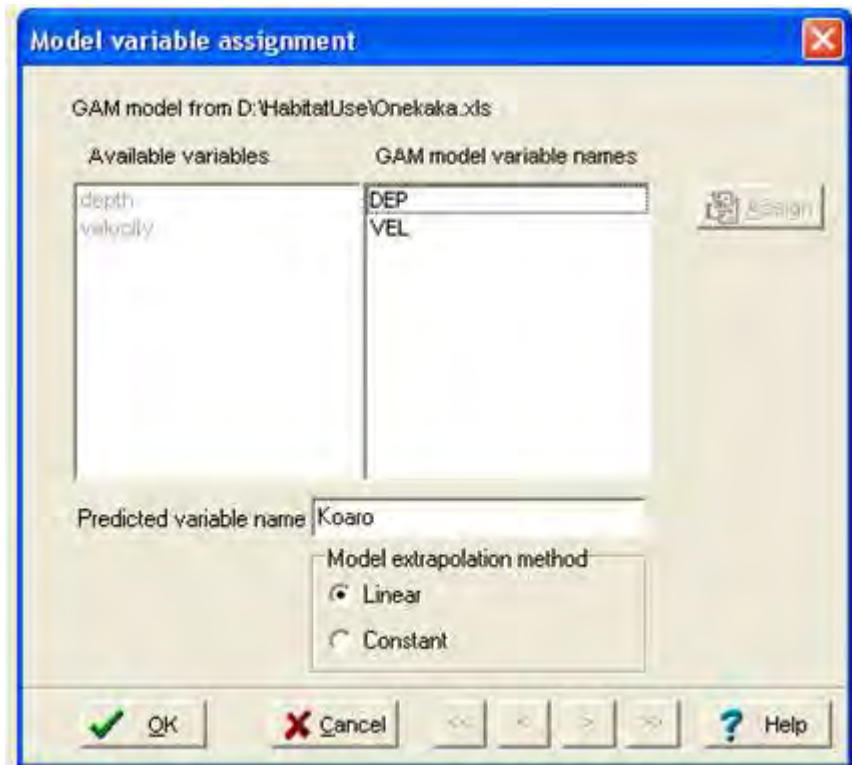 Model variable assignment
GAM model from D:\HabitatUse\Onekaka.xls
Available variables
GAM model variable names
depth
velocity
DEP
VEL
Assign
Predicted variable name Koaro
Model extrapolation method
Linear
Constant
OK
Cancel
<<
<
>
>>
Help